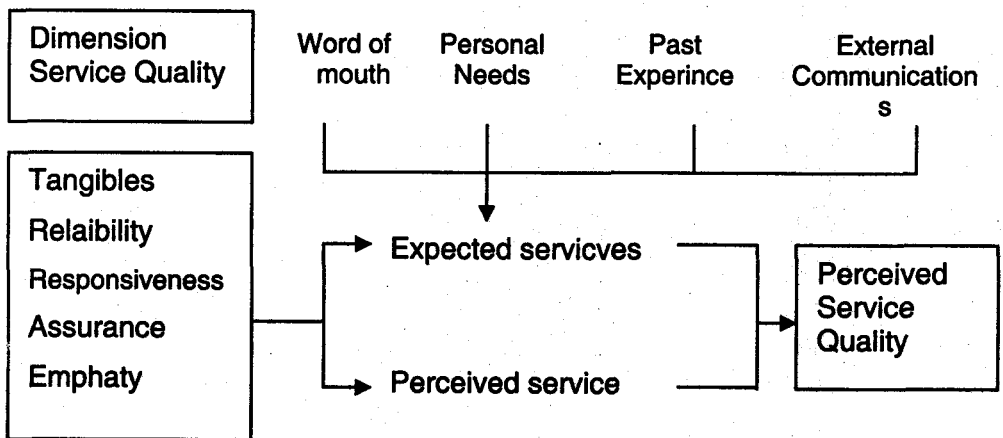 Dimension
Service Quality
Word of
mouth
Personal
Needs
Past
Experince
External
Communication
s
Tangibles
Relaibility
Responsiveness
Assurance
Emphaty
Expected servicves
Perceived service
Perceived
Service
Quality